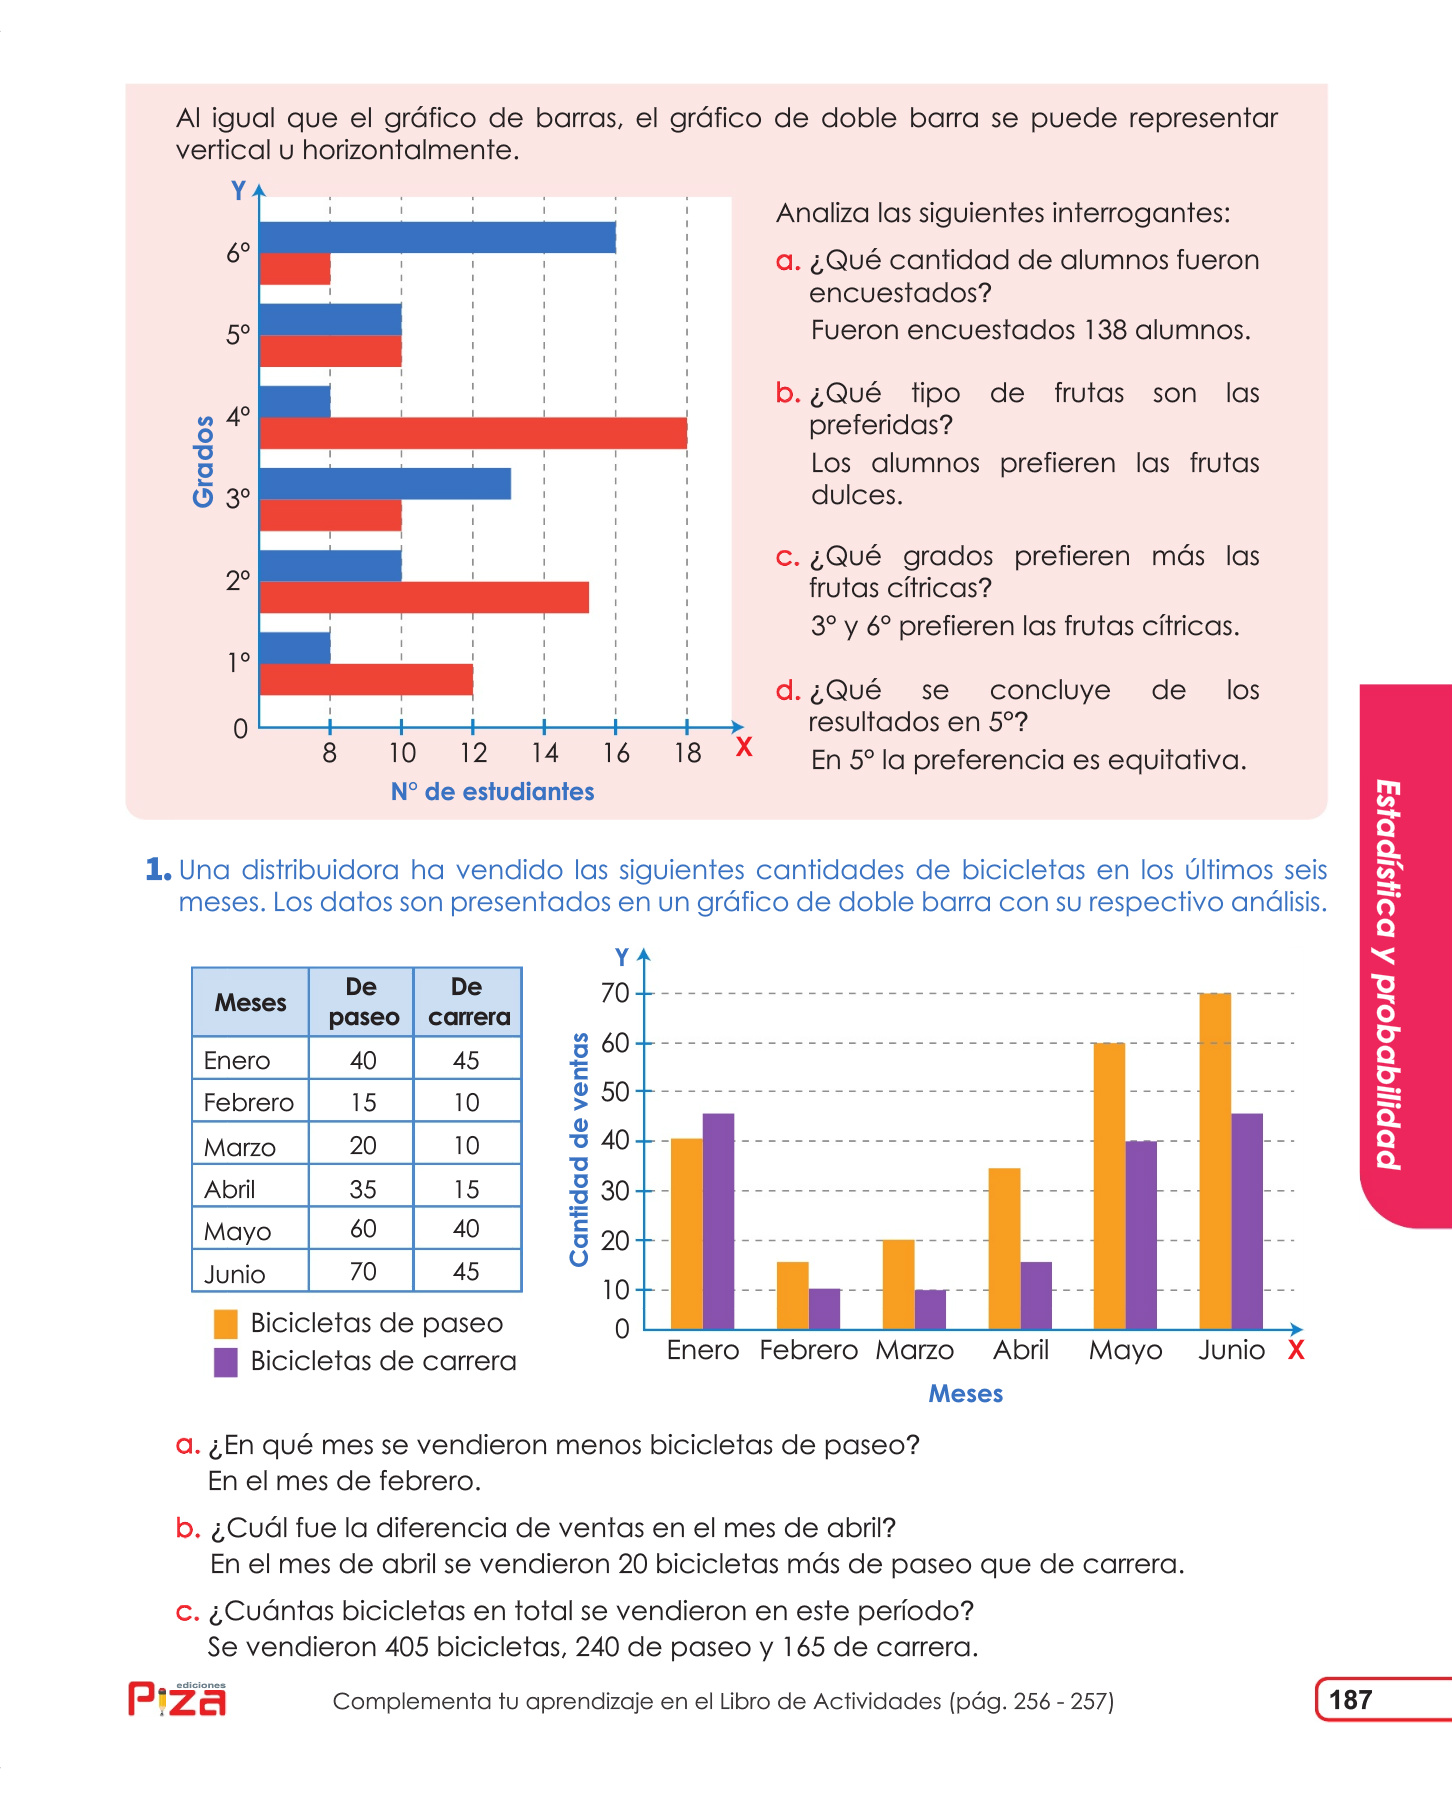 Al igual que el gráfico de barras, el gráfico de doble barra se puede representar
vertical u horizontalmente.
Y
6º
5º
4º
3º
2º
1º
0
Grados
8 10 12 14 16 18 X
N° de estudiantes
Analiza las siguientes interrogantes:
a. ¿Qué cantidad de alumnos fueron
encuestados?
Fueron encuestados 138 alumnos.
b. ¿Qué tipo de frutas son las
preferidas?
Los alumnos prefieren las frutas
dulces.
c. ¿Qué grados prefieren más las
frutas cítricas?
3° y 6° prefieren las frutas cítricas.
d. ¿Qué se concluye de los
resultados en 5°?
En 5° la preferencia es equitativa.
Estadística y probabilidad
1. Una distribuidora ha vendido las siguientes cantidades de bicicletas en los últimos seis
meses. Los datos son presentados en un gráfico de doble barra con su respectivo análisis.
Meses De paseo De carrera
Enero 40 45
Febrero 15 10
Marzo 20 10
Abril 35 15
Mayo 60 40
Junio 70 45
Bicicletas de paseo
Bicicletas de carrera
Y
70
60
50
40
30
20
10
0
Cantidad de ventas
Enero Febrero Marzo Abril Mayo Junio X
Meses
a. ¿En qué mes se vendieron menos bicicletas de paseo?
En el mes de febrero.
b. ¿Cuál fue la diferencia de ventas en el mes de abril?
En el mes de abril se vendieron 20 bicicletas más de paseo que de carrera.
c. ¿Cuántas bicicletas en total se vendieron en este período?
Se vendieron 405 bicicletas, 240 de paseo y 165 de carrera.
ediciones
Piza
Complementa tu aprendizaje en el Libro de Actividades (pág. 256 - 257)
187